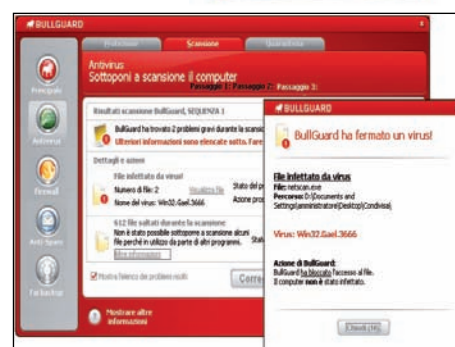 BULLGUARD
Protezione
Scansione
Quarantena
Antivirus
Sottoponi a scansione il computer
Passaggio 1: Passaggio 2: Passaggio 3:
Principale
Antivirus
Firewall
Anti-Spam
Backup
Risultati scansione BullGuard, SEQUENZA 1
BullGuard ha trovato 2 problemi gravi durante la
Ulteriori informazioni sono elencate sotto. Fare
Dettagli e azioni
File infettato da virus!
Numero di file: 2
Visualizza file
Stato del
Nome del virus: Win32.Gael.3666
Azione
612 file saltati durante la scansione
Non è stato possibile sottoporre a scansione alcuni
file perché in utilizzo da parte di altri programmi.
Mostra l'elenco dei problemi risolti
Mostrare altre
informazioni
BULLGUARD
BullGuard ha fermato un virus!
File infettato da virus
File: netscan.exe
Percorso: D:\Documents and
Settings\amministratore\Desktop\Condivisa\
Virus: Win32.Gael.3666
Azione di BullGuard:
BullGuard ha bloccato l'accesso al file.
Il computer non è stato infettato.
Chiudi (56)